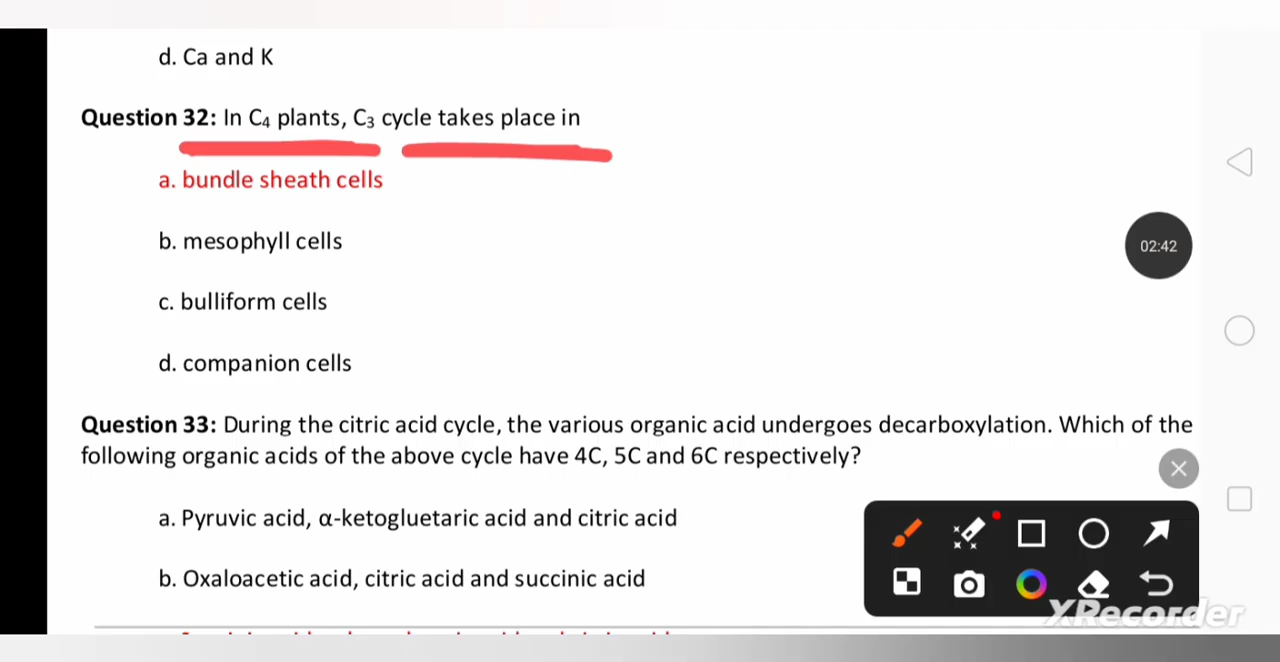 d. Ca and K
Question 32: In C₄ plants, C₃ cycle takes place in
a. bundle sheath cells
b. mesophyll cells
02:42
c. bulliform cells
d. companion cells
Question 33: During the citric acid cycle, the various organic acid undergoes decarboxylation. Which of the
following organic acids of the above cycle have 4C, 5C and 6C respectively?
a. Pyruvic acid, α-ketogluetaric acid and citric acid
b. Oxaloacetic acid, citric acid and succinic acid
XRecorder